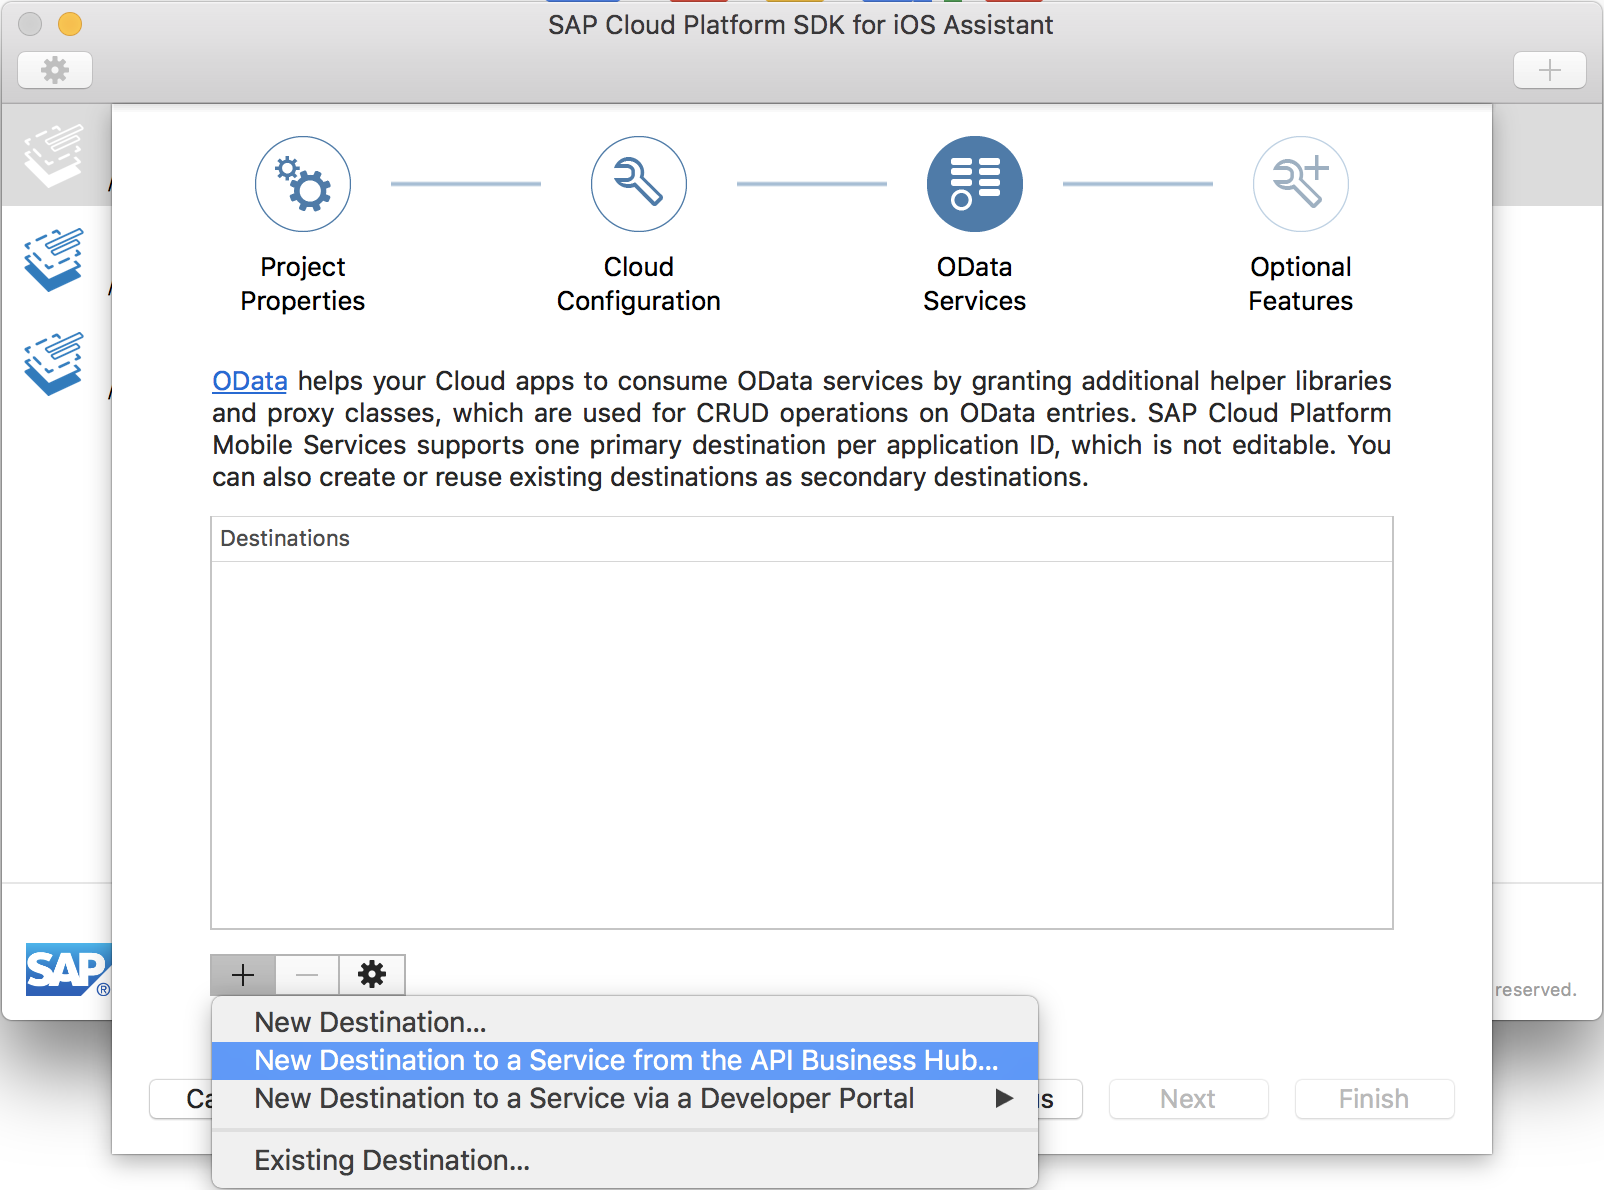 SAP Cloud Platform SDK for iOS Assistant
Project
Properties
Cloud
Configuration
OData
Services
Optional
Features
OData helps your Cloud apps to consume OData services by granting additional helper libraries
and proxy classes, which are used for CRUD operations on OData entries. SAP Cloud Platform
Mobile Services supports one primary destination per application ID, which is not editable. You
can also create or reuse existing destinations as secondary destinations.
Destinations
SAP®
reserved.
New Destination...
New Destination to a Service from the API Business Hub...
New Destination to a Service via a Developer Portal
Existing Destination...
Next
Finish